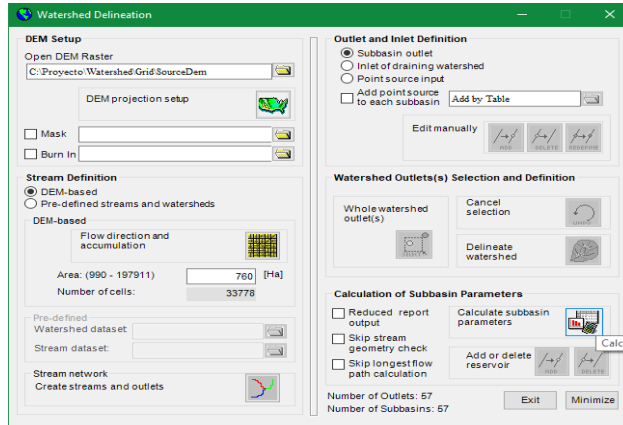 Watershed Delineation
DEM Setup
Open DEM Raster
C:\Proyecto\Watershed\Grid\SourceDem
DEM projection setup
Mask
Burn In
Stream Definition
DEM-based
Pre-defined streams and watersheds
DEM-based
Flow direction and
accumulation
Area: (990 - 197911) 760 [Ha]
Number of cells: 33778
Pre-defined
Watershed dataset:
Stream dataset:
Stream network
Create streams and outlets
Outlet and Inlet Definition
Subbasin outlet
Inlet of draining watershed
Point source input
Add point source
to each subbasin Add by Table
Edit manually
ADD DELETE REDEFINE
Watershed Outlets(s) Selection and Definition
Whole watershed
outlet(s)
Cancel
selection
UNDO
Delineate
watershed
Calculation of Subbasin Parameters
Reduced report
output
Skip stream
geometry check
Skip longest flow
path calculation
Calculate subbasin
parameters
Calc
Add or delete
reservoir
ADD DELETE
Number of Outlets: 57
Number of Subbasins: 57
Exit Minimize